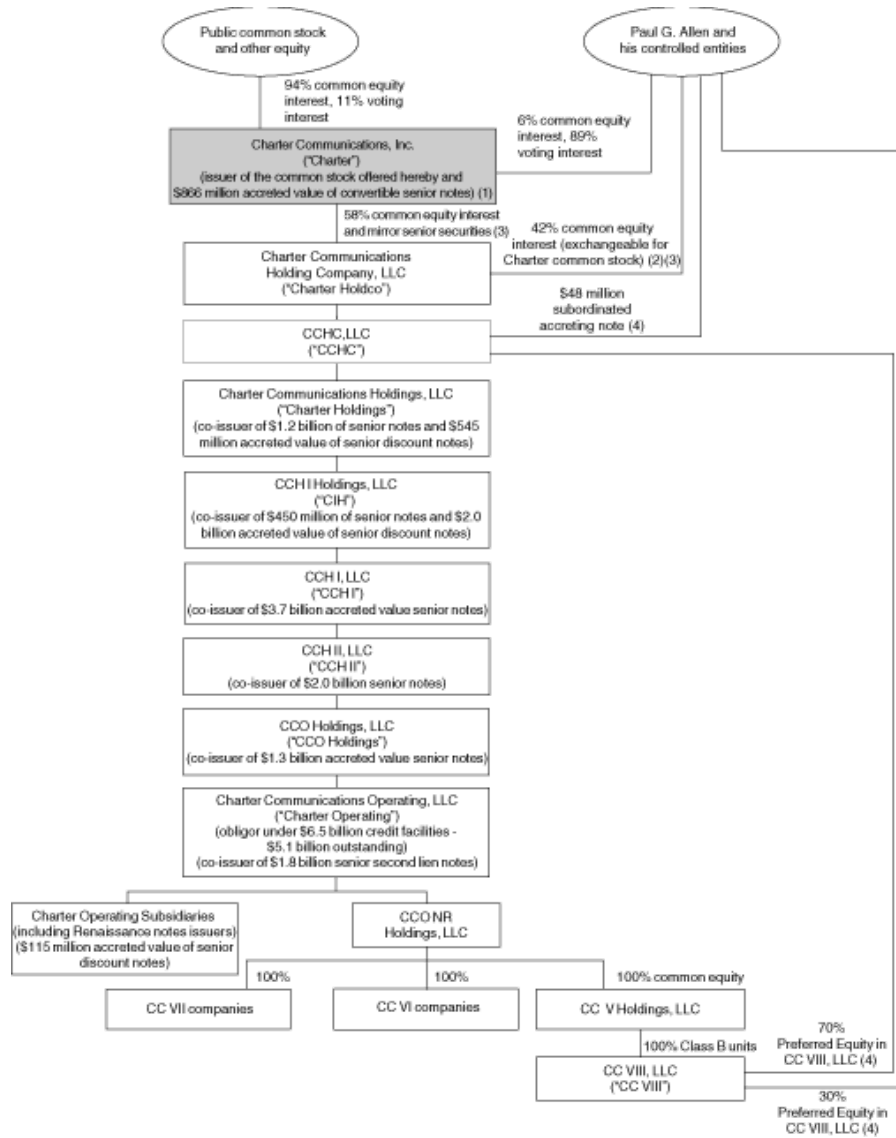 Public common stock
and other equity
Paul G. Allen and
his controlled entities
94% common equity
interest, 11% voting
interest
6% common equity
interest, 89%
voting interest
Charter Communications, Inc.
("Charter")
(issuer of the common stock offered hereby and
$866 million accreted value of convertible senior notes) (1)
58% common equity interest
and mirror senior securities (3)
42% common equity
interest (exchangeable for
Charter common stock) (2)(3)
Charter Communications
Holding Company, LLC
("Charter Holdco")
$48 million
subordinated
accreting note (4)
CCHC,LLC
("CCHC")
Charter Communications Holdings, LLC
("Charter Holdings")
(co-issuer of $1.2 billion of senior notes and $545
million accreted value of senior discount notes)
CCH I Holdings, LLC
("CIH")
(co-issuer of $450 million of senior notes and $2.0
billion accreted value of senior discount notes)
CCH I, LLC
("CCH I")
(co-issuer of $3.7 billion accreted value senior notes)
CCH II, LLC
("CCH II")
(co-issuer of $2.0 billion senior notes)
CCO Holdings, LLC
("CCO Holdings")
(co-issuer of $1.3 billion accreted value senior notes)
Charter Communications Operating, LLC
("Charter Operating")
(obligor under $6.5 billion credit facilities -
$5.1 billion outstanding)
(co-issuer of $1.8 billion senior second lien notes)
Charter Operating Subsidiaries
(including Renaissance notes issuers)
($115 million accreted value of senior
discount notes)
CCO NR
Holdings, LLC
100%
100%
100% common equity
CC VII companies
CC VI companies
CC V Holdings, LLC
100% Class B units
70%
Preferred Equity in
CC VIII, LLC (4)
CC VIII, LLC
("CC VIII")
30%
Preferred Equity in
CC VIII, LLC (4)